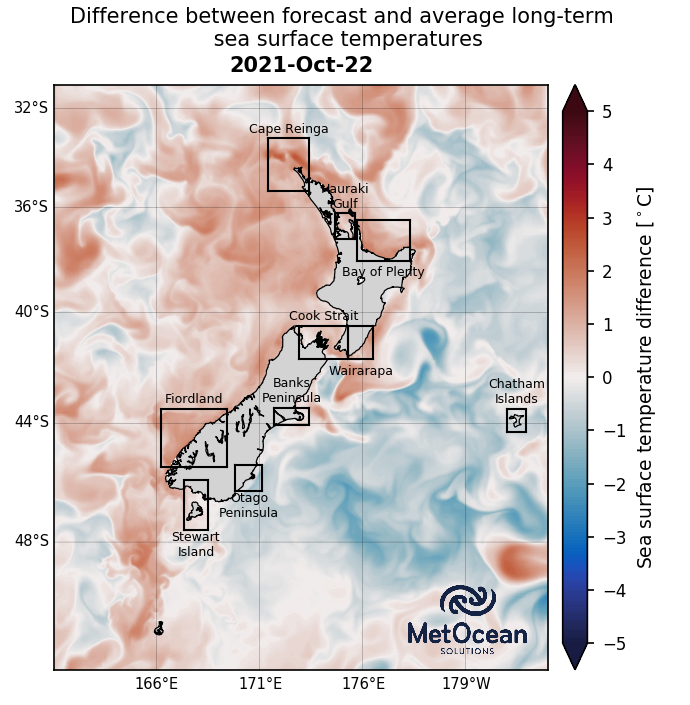 Difference between forecast and average long-term
sea surface temperatures
2021-Oct-22
32°S
36°S
40°S
44°S
48°S
166°E
171°E
176°E
179°W
Cape Reinga
Hauraki
Gulf
Bay of Plenty
Cook Strait
Wairarapa
Banks
Peninsula
Fiordland
Chatham
Islands
Otago
Peninsula
Stewart
Island
MetOcean
SOLUTIONS
5
4
3
2
1
0
−1
−2
−3
−4
−5
Sea surface temperature difference [°C]